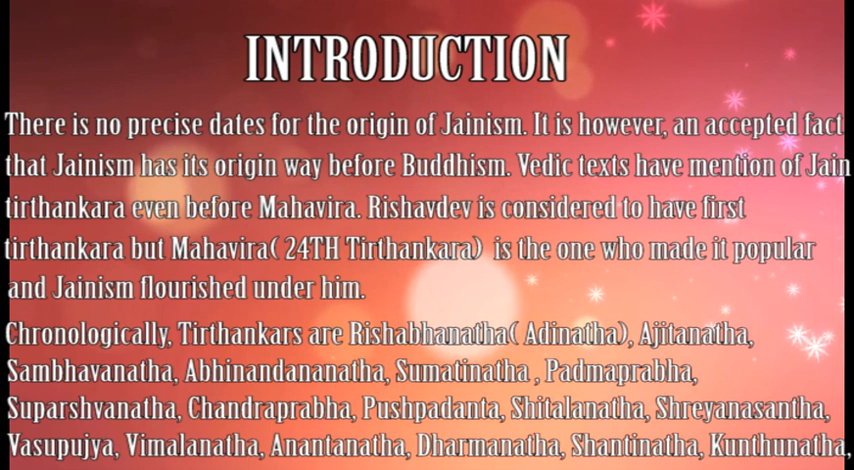 INTRODUCTION
There is no precise dates for the origin of Jainism. It is however, an accepted fact
that Jainism has its origin way before Buddhism. Vedic texts have mention of Jain
tirthankara even before Mahavira. Rishavdev is considered to have first
tirthankara but Mahavira( 24TH Tirthankara) is the one who made it popular
and Jainism flourished under him.
Chronologically, Tirthankars are Rishabhanatha( Adinatha), Ajitanatha,
Sambhavanatha, Abhinandananatha, Sumatinatha , Padmaprabha,
Suparshvanatha, Chandraprabha, Pushpadanta, Shitalanatha, Shreyanasantha,
Vasupujya, Vimalanatha, Anantanatha, Dharmanatha, Shantinatha, Kunthunatha,